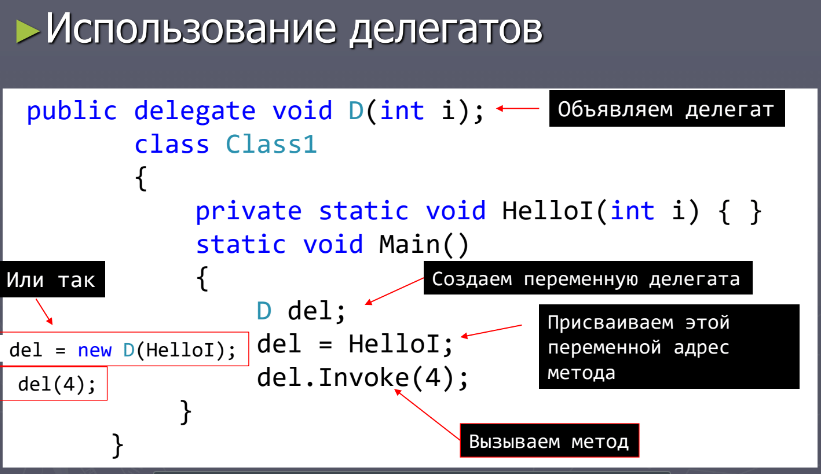 Использование делегатов
public delegate void D(int i);
Объявляем делегат
class Class1
{
private static void HelloI(int i) { }
static void Main()
{
Или так
Создаем переменную делегата
D del;
Присваиваем этой
переменной адрес
метода
del = new D(HelloI);
del = HelloI;
del(4);
del.Invoke(4);
}
Вызываем метод
}